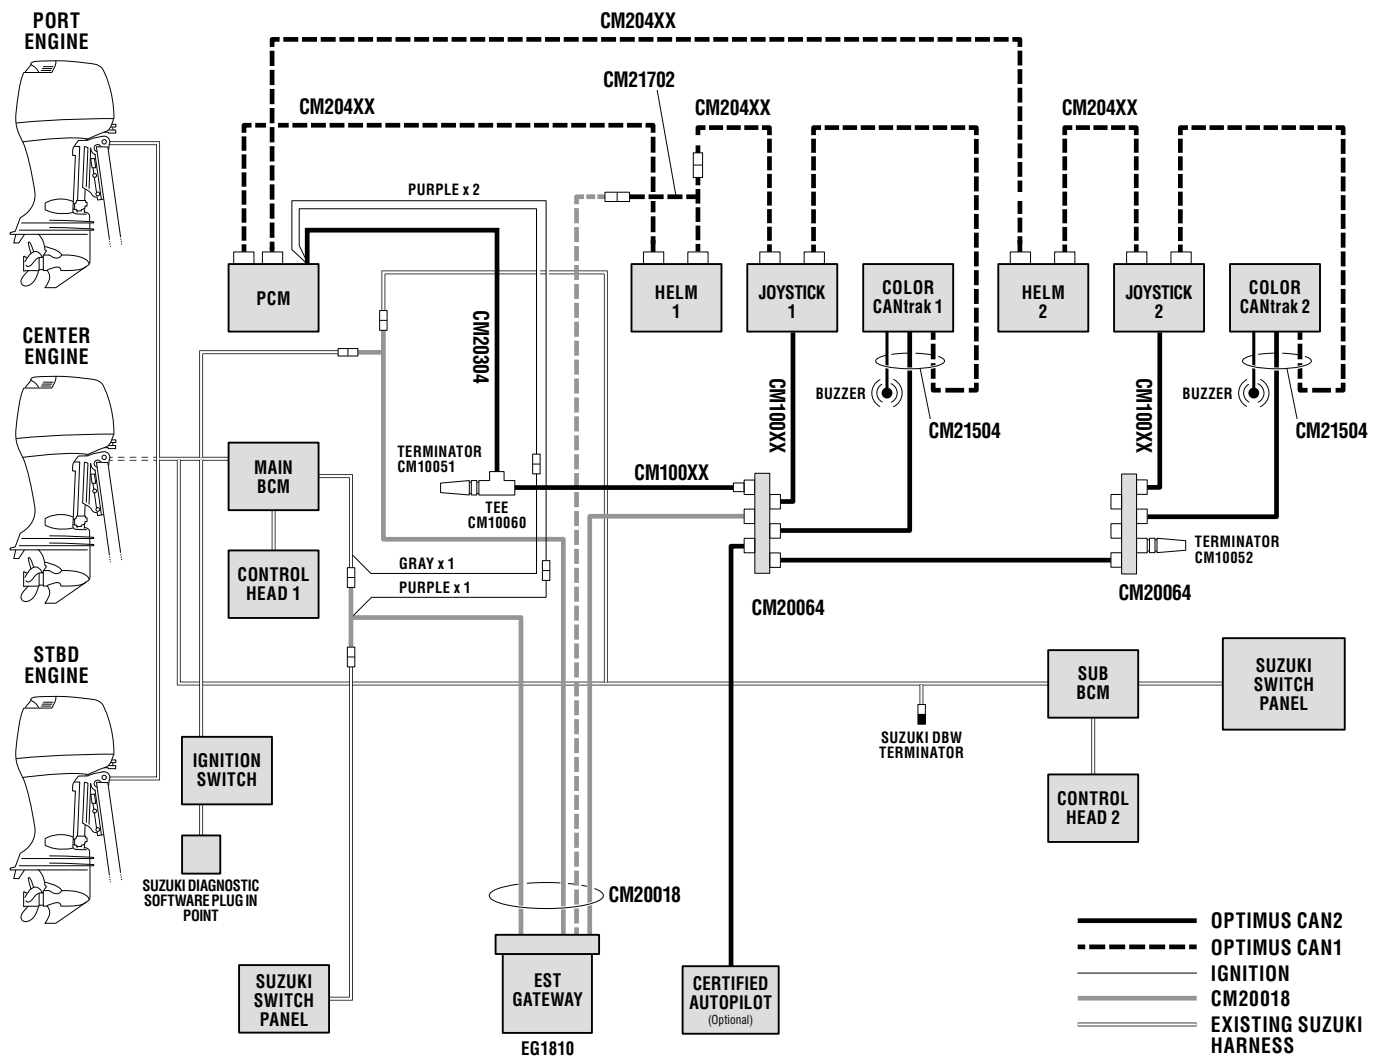 PORT
ENGINE
CM204XX
CM21702
CM204XX
CM204XX
CM204XX
PURPLE x 2
PCM
HELM
1
JOYSTICK
1
COLOR
CANtrak 1
HELM
2
JOYSTICK
2
COLOR
CANtrak 2
CENTER
ENGINE
CM20304
CM100XX
BUZZER
CM21504
CM100XX
BUZZER
CM21504
MAIN
BCM
TERMINATOR
CM10051
CM100XX
TEE
CM10060
TERMINATOR
CM10052
CONTROL
HEAD 1
GRAY x 1
PURPLE x 1
CM20064
CM20064
STBD
ENGINE
SUB
BCM
SUZUKI
SWITCH
PANEL
SUZUKI DBW
TERMINATOR
IGNITION
SWITCH
CONTROL
HEAD 2
SUZUKI DIAGNOSTIC
SOFTWARE PLUG IN
POINT
CM20018
SUZUKI
SWITCH
PANEL
EST
GATEWAY
EG1810
CERTIFIED
AUTOPILOT
(Optional)
OPTIMUS CAN2
OPTIMUS CAN1
IGNITION
CM20018
EXISTING SUZUKI
HARNESS